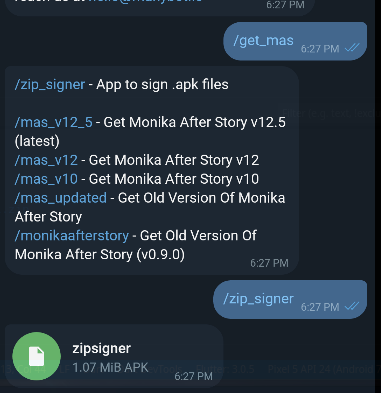 6:27 PM
/get_mas
6:27 PM
/zip_signer - App to sign .apk files
/mas_v12_5 - Get Monika After Story v12.5
(latest)
/mas_v12 - Get Monika After Story v12
/mas_v10 - Get Monika After Story v10
/mas_updated - Get Old Version Of Monika
After Story
/monikaafterstory - Get Old Version Of
Monika After Story (v0.9.0)
6:27 PM
/zip_signer
6:27 PM
zipsigner
1.07 MiB APK
6:27 PM